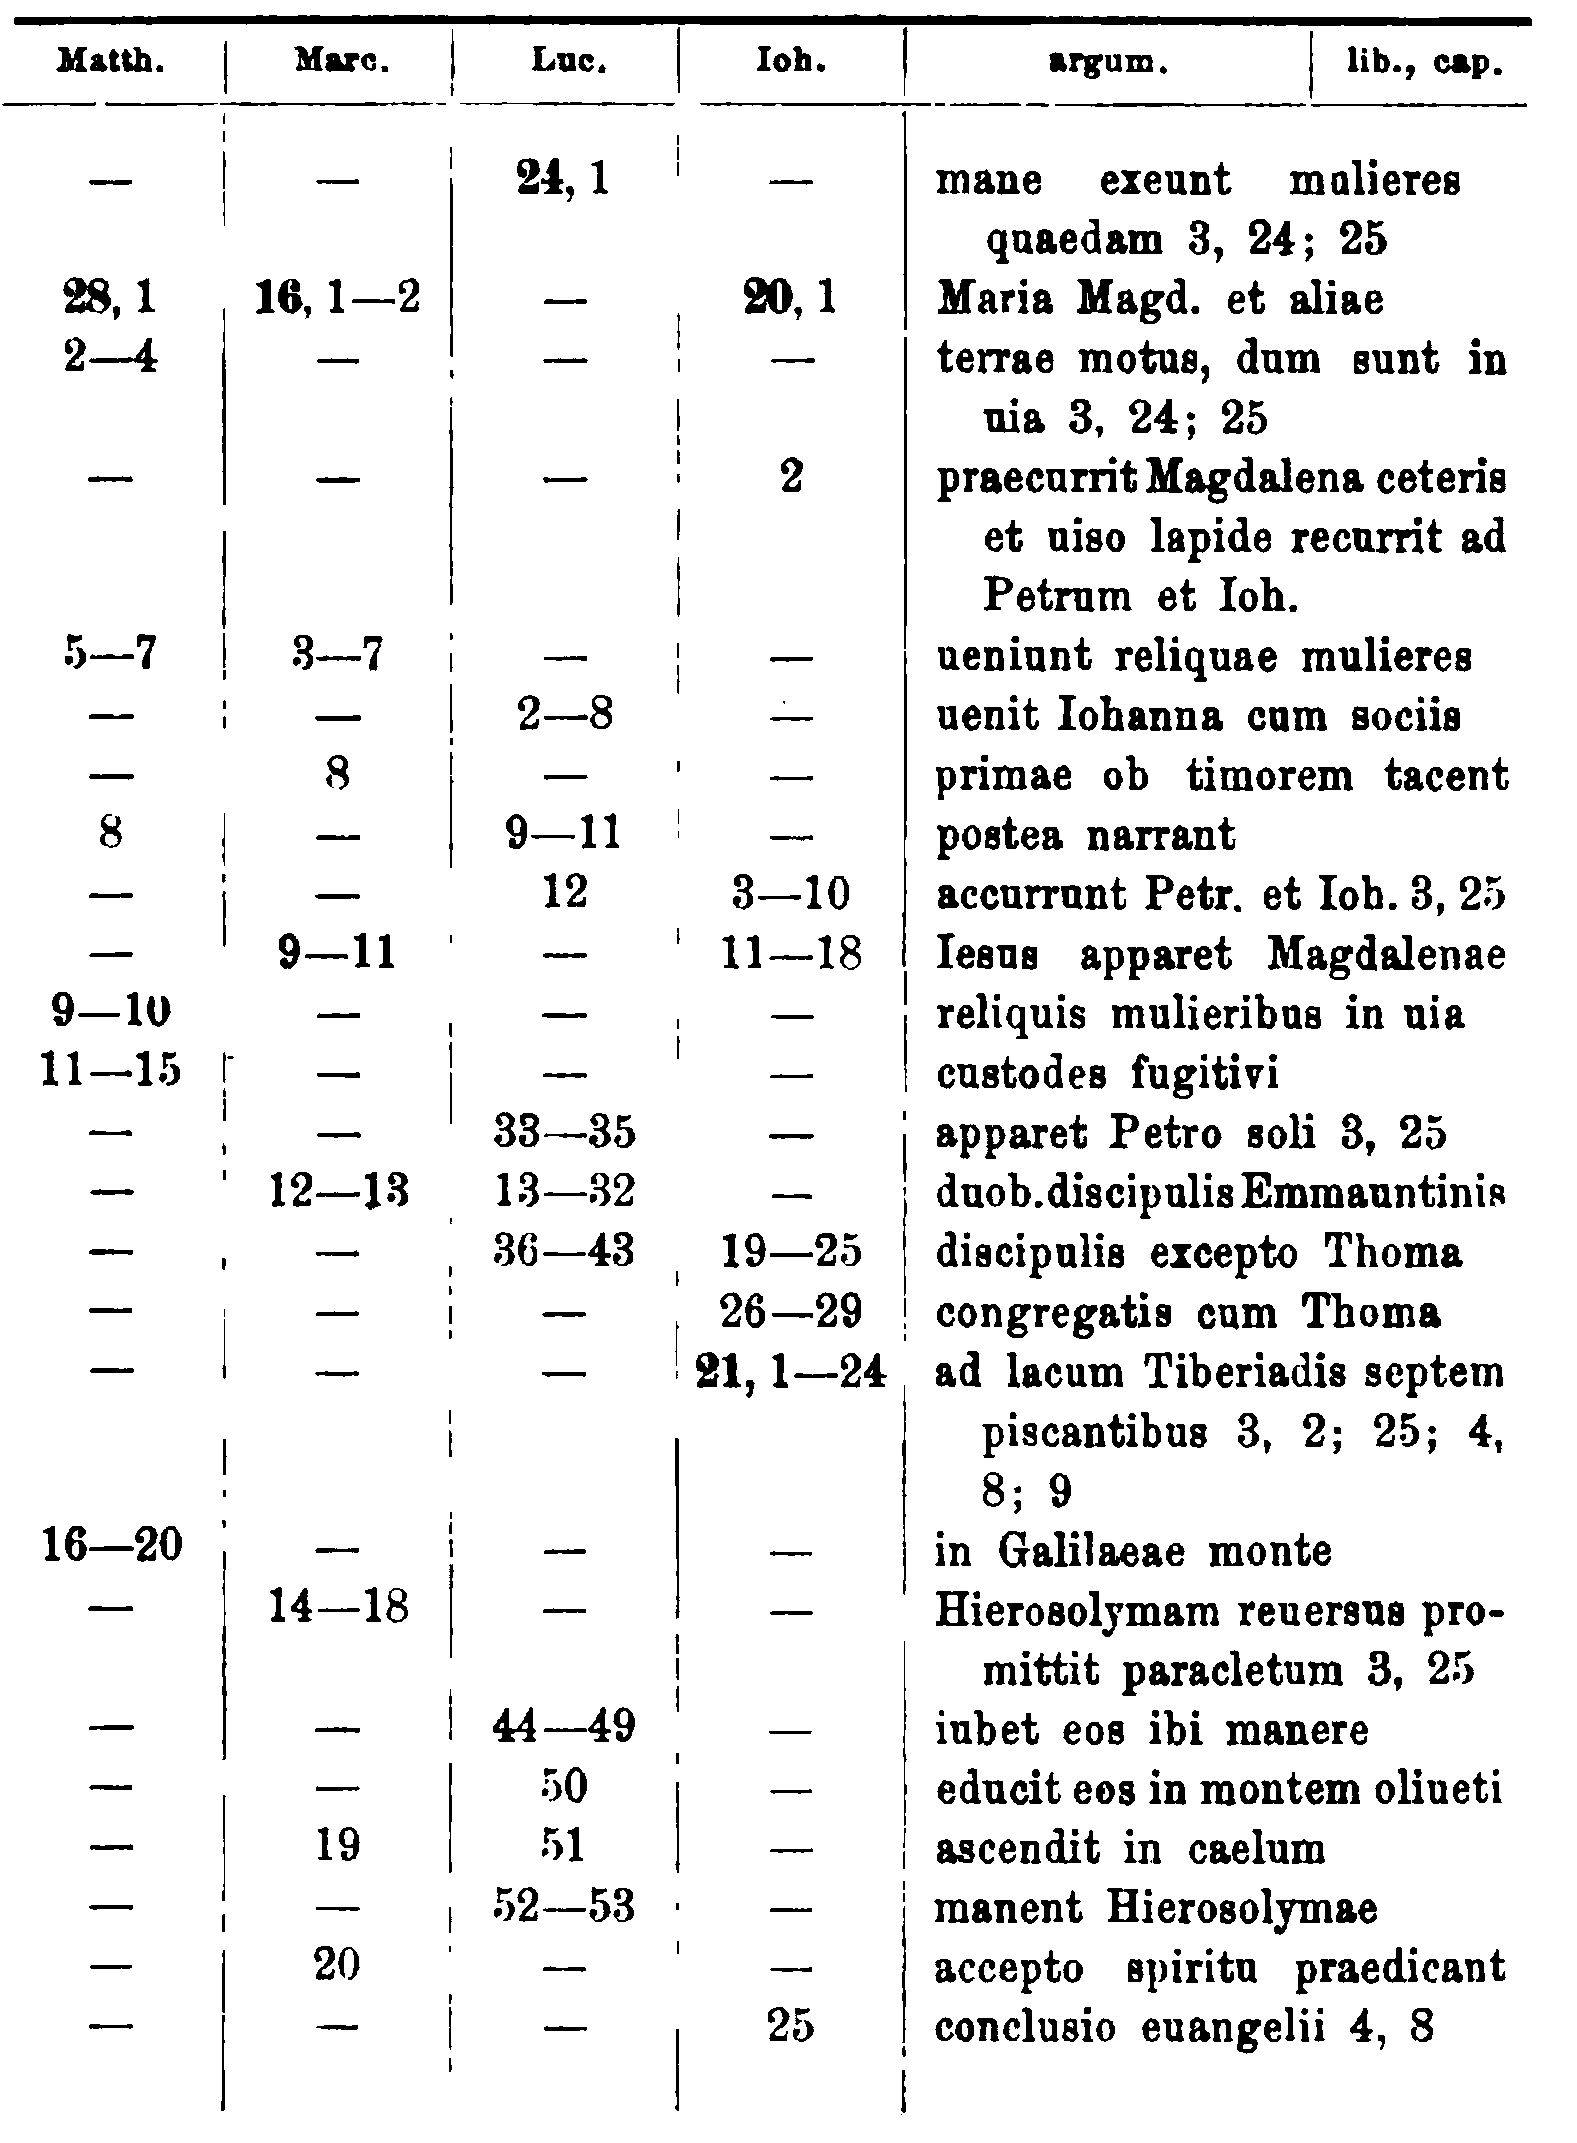 Matth. Marc. Luc. Ioh. argum. lib., cap.
— — 24, 1 — mane exeunt mulieres
quaedam 3, 24; 25
28, 1 16, 1—2 — 20, 1 Maria Magd. et aliae
2—4 — — — terrae motus, dum sunt in
uia 3, 24; 25
— — — 2 praecurrit Magdalena ceteris
et uiso lapide recurrit ad
Petrum et Ioh.
5—7 3—7 — — ueniunt reliquae mulieres
— — 2—8 — uenit Iohanna cum sociis
— 8 — — primae ob timorem tacent
8 — 9—11 — postea narrant
— — 12 3—10 accurrunt Petr. et Ioh. 3, 25
— 9—11 — 11—18 Iesus apparet Magdalenae
9—10 — — — reliquis mulieribus in uia
11—15 — — — custodes fugitivi
— — 33—35 — apparet Petro soli 3, 25
— 12—13 13—32 — duob. discipulis Emmauntinis
— — 36—43 19—25 discipulis excepto Thoma
— — — 26—29 congregatis cum Thoma
— — — 21, 1—24 ad lacum Tiberiadis septem
piscantibus 3, 2; 25; 4,
8; 9
16—20 — — — in Galilaeae monte
— 14—18 — — Hierosolymam reuersus pro-
mittit paracletum 3, 25
— — 44—49 — iubet eos ibi manere
— — 50 — educit eos in montem oliueti
— 19 51 — ascendit in caelum
— — 52—53 — manent Hierosolymae
— 20 — — accepto spiritu praedicant
— — — 25 conclusio euangelii 4, 8